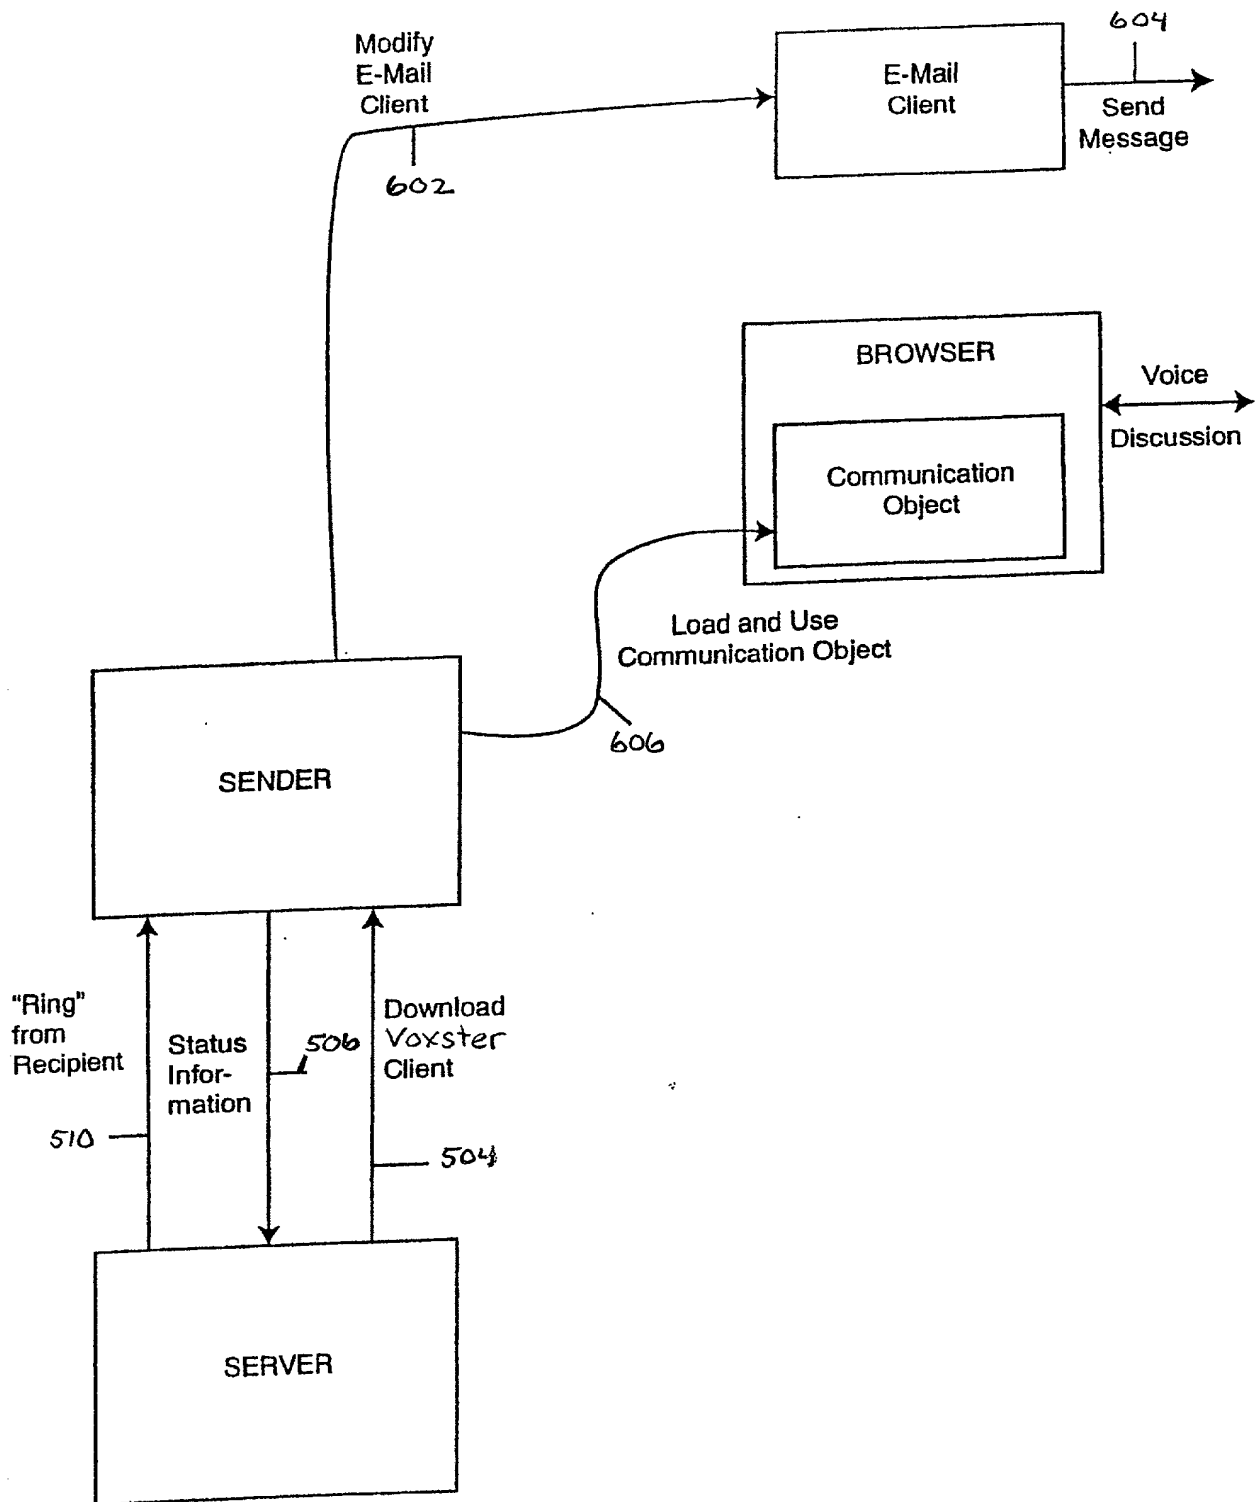 604
Modify
E-Mail
Client
E-Mail
Client
Send
Message
602
BROWSER
Voice
Discussion
Communication
Object
Load and Use
Communication Object
606
SENDER
"Ring"
from
Recipient
Status
Infor-
mation
506
Download
Voxster
Client
510
504
SERVER